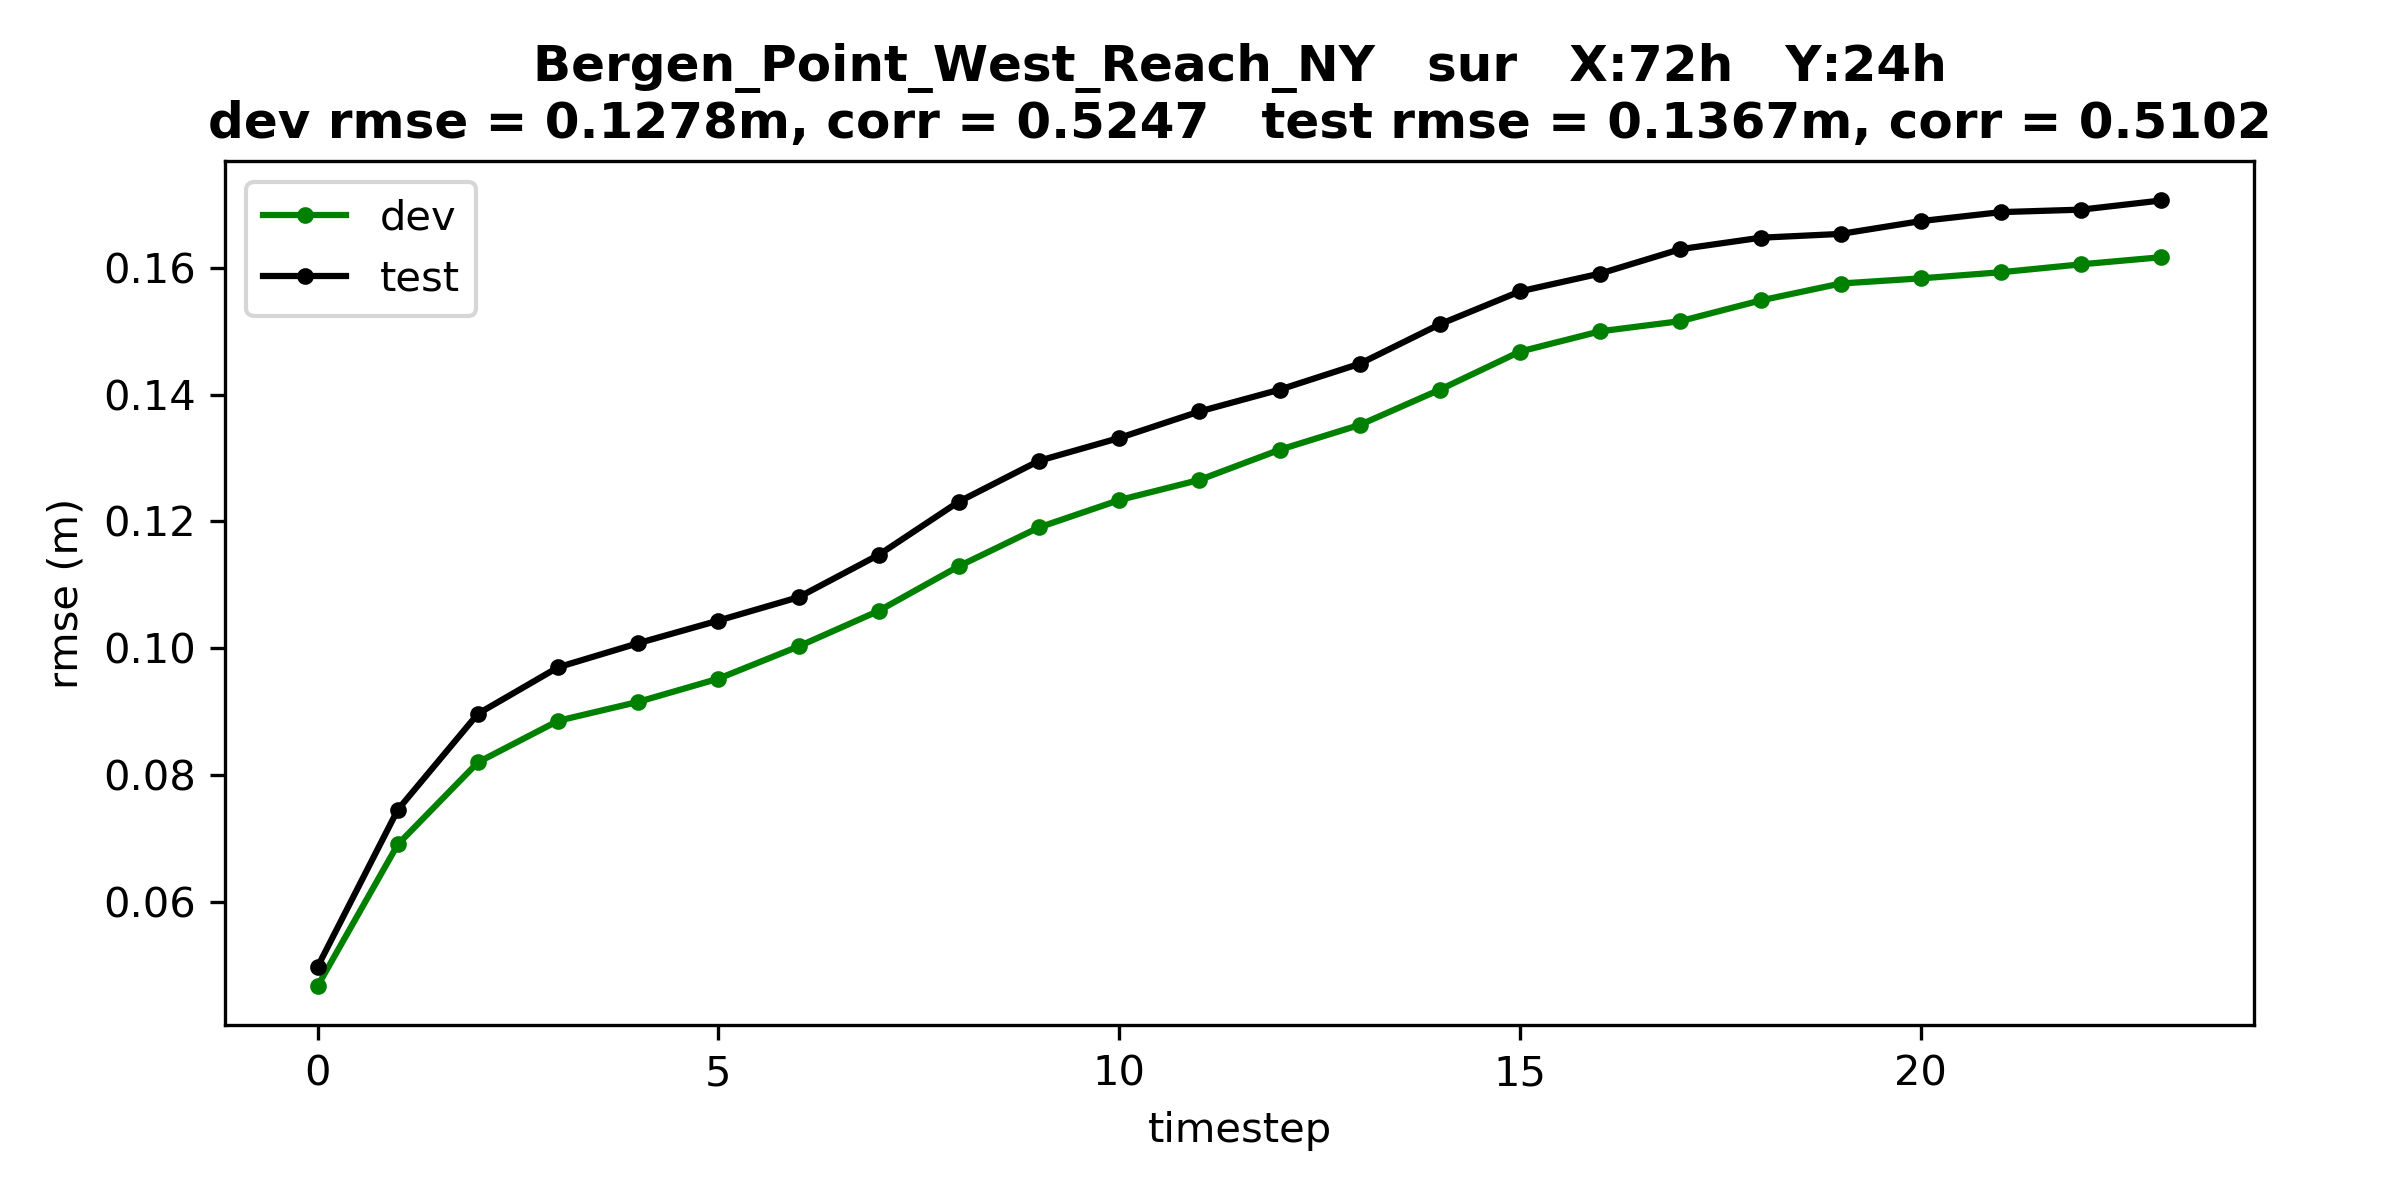 Bergen_Point_West_Reach_NY   sur   X:72h   Y:24h
dev rmse = 0.1278m, corr = 0.5247   test rmse = 0.1367m, corr = 0.5102
dev
test
0.16
0.14
0.12
0.10
0.08
0.06
rmse (m)
0 5 10 15 20
timestep